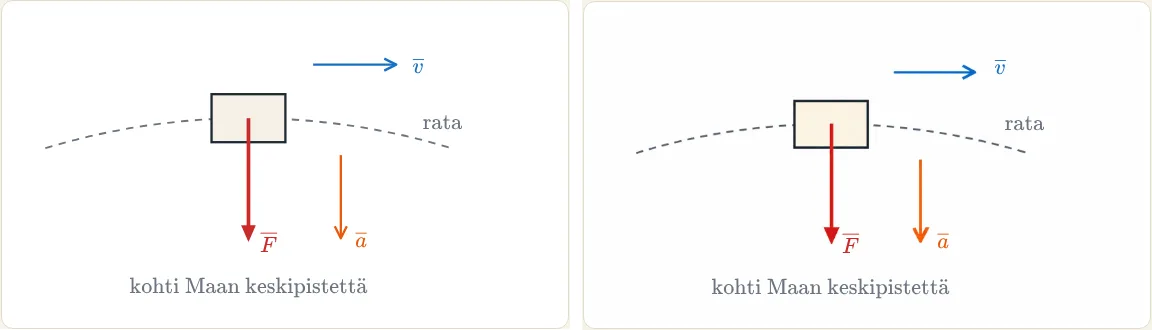 v̅
rata
F̅
a̅
kohti Maan keskipistettä
v̅
rata
F̅
a̅
kohti Maan keskipistettä